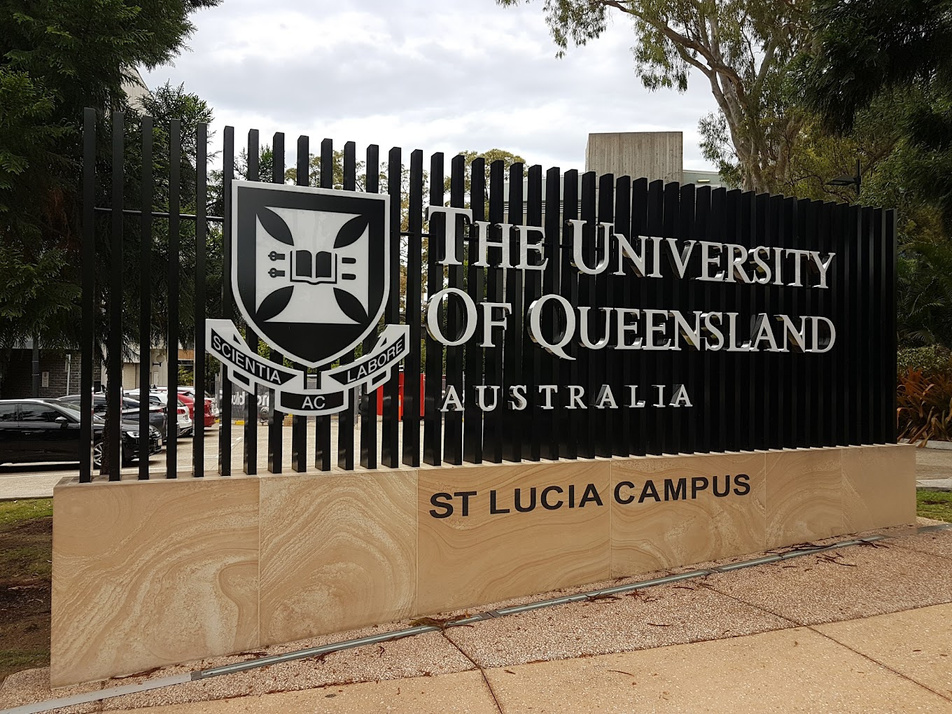 SCIENTIA
AC
LABORE
THE UNIVERSITY
OF QUEENSLAND
AUSTRALIA
ST LUCIA CAMPUS